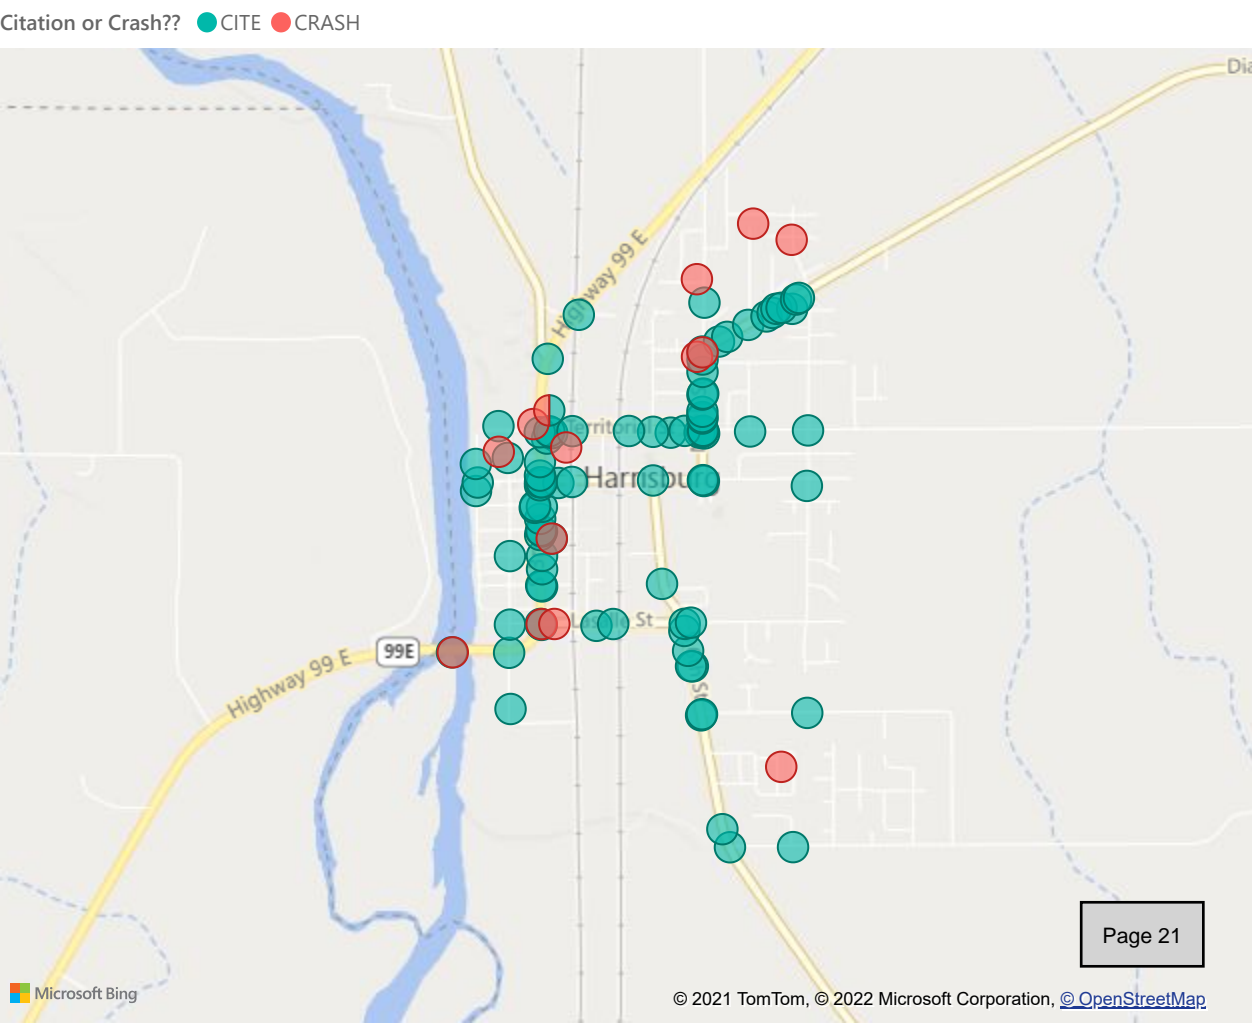 Citation or Crash?? CITE CRASH
Dia
Highway 99 E
Territorial
Harrisburg
St
99E
Highway 99 E
Page 21
Microsoft Bing
© 2021 TomTom, © 2022 Microsoft Corporation, © OpenStreetMap